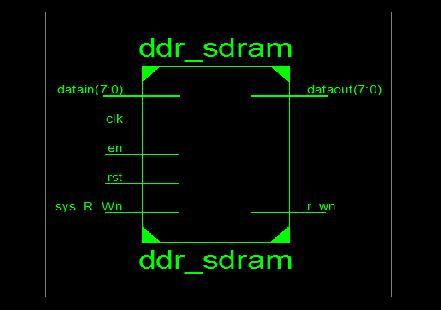 ddr_sdram
datain(7:0) dataout(7:0)
clk
en
rst
sys_R_Wn r_wn
ddr_sdram